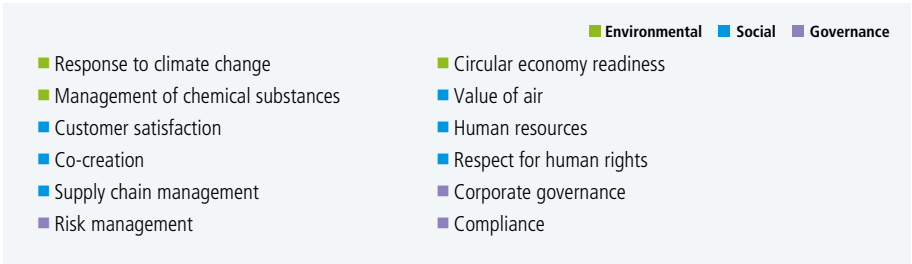 Environmental Social Governance
Response to climate change
Management of chemical substances
Customer satisfaction
Co-creation
Supply chain management
Risk management
Circular economy readiness
Value of air
Human resources
Respect for human rights
Corporate governance
Compliance